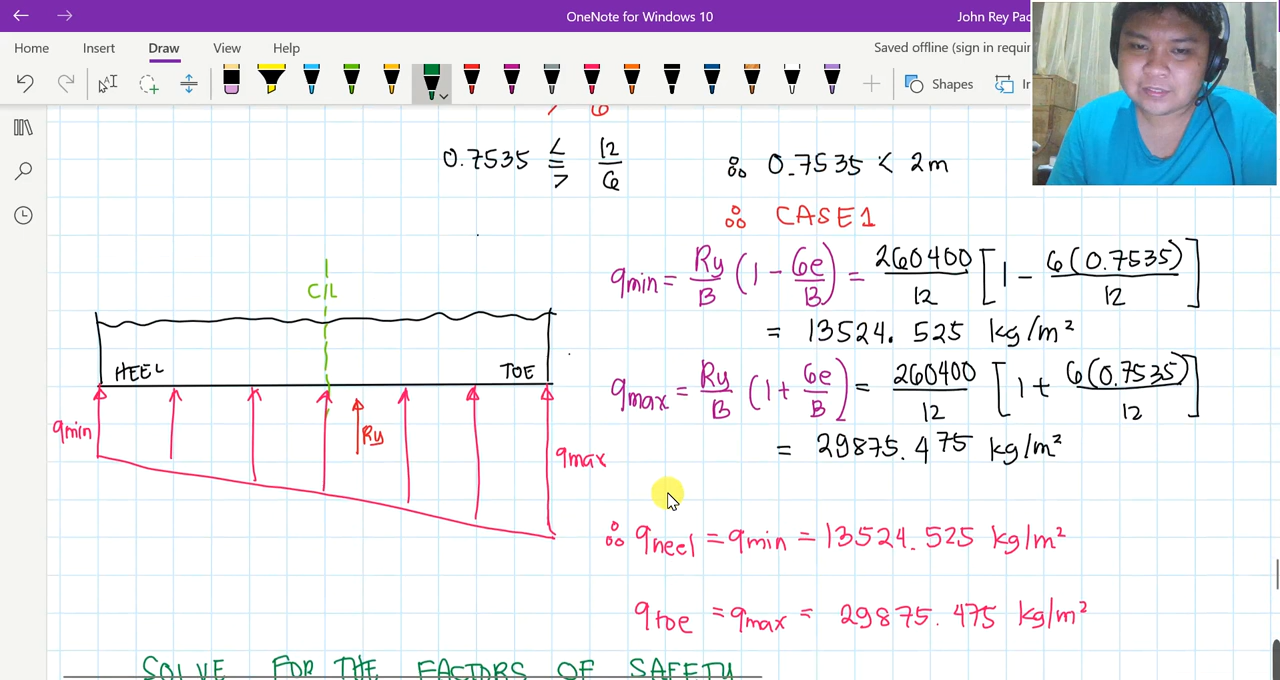 OneNote for Windows 10
John Rey Pac
Home Insert Draw View Help
Saved offline (sign in requir
Shapes
In
> 6
0.7535 <=> 12/6
∴ 0.7535 < 2m
∴ CASE1
qmin = Ry/B (1 - 6e/B) = 260400/12 [1 - 6(0.7535)/12]
= 13524.525 kg/m²
qmax = Ry/B (1 + 6e/B) = 260400/12 [1 + 6(0.7535)/12]
= 29875.475 kg/m²
C/L
HEEL
TOE
qmin
Ry
qmax
∴ qheel = qmin = 13524.525 kg/m²
qtoe = qmax = 29875.475 kg/m²
SOLVE FOR THE FACTORS OF SAFETY